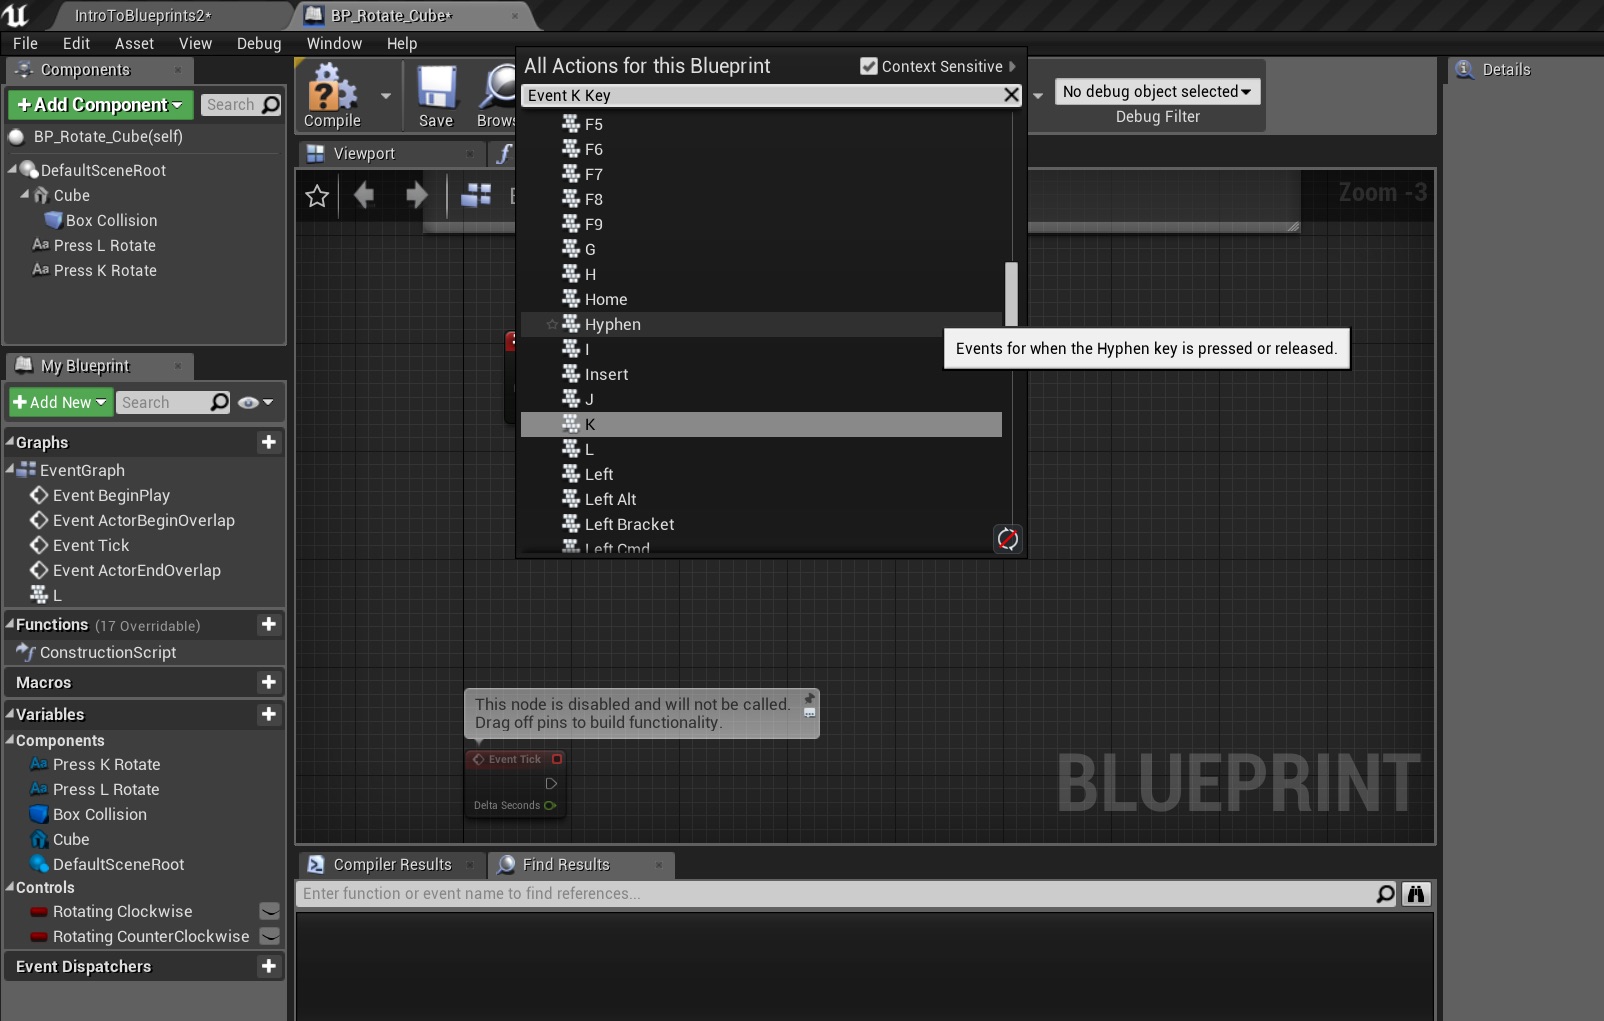 IntroToBlueprints2*
BP_Rotate_Cube*
File Edit Asset View Debug Window Help
Components
+Add Component
Search
BP_Rotate_Cube(self)
DefaultSceneRoot
Cube
Box Collision
Press L Rotate
Press K Rotate
My Blueprint
+Add New
Search
Graphs
EventGraph
Event BeginPlay
Event ActorBeginOverlap
Event Tick
Event ActorEndOverlap
L
Functions (17 Overridable)
ConstructionScript
Macros
Variables
Components
Press K Rotate
Press L Rotate
Box Collision
Cube
DefaultSceneRoot
Controls
Rotating Clockwise
Rotating CounterClockwise
Event Dispatchers
Compile
Save
Brows
No debug object selected
Debug Filter
Viewport
Zoom -3
All Actions for this Blueprint
Context Sensitive
Event K Key
F5
F6
F7
F8
F9
G
H
Home
Hyphen
I
Insert
J
K
L
Left
Left Alt
Left Bracket
Left Cmd
Events for when the Hyphen key is pressed or released.
This node is disabled and will not be called.
Drag off pins to build functionality.
Event Tick
Delta Seconds
BLUEPRINT
Compiler Results
Find Results
Enter function or event name to find references...
Details